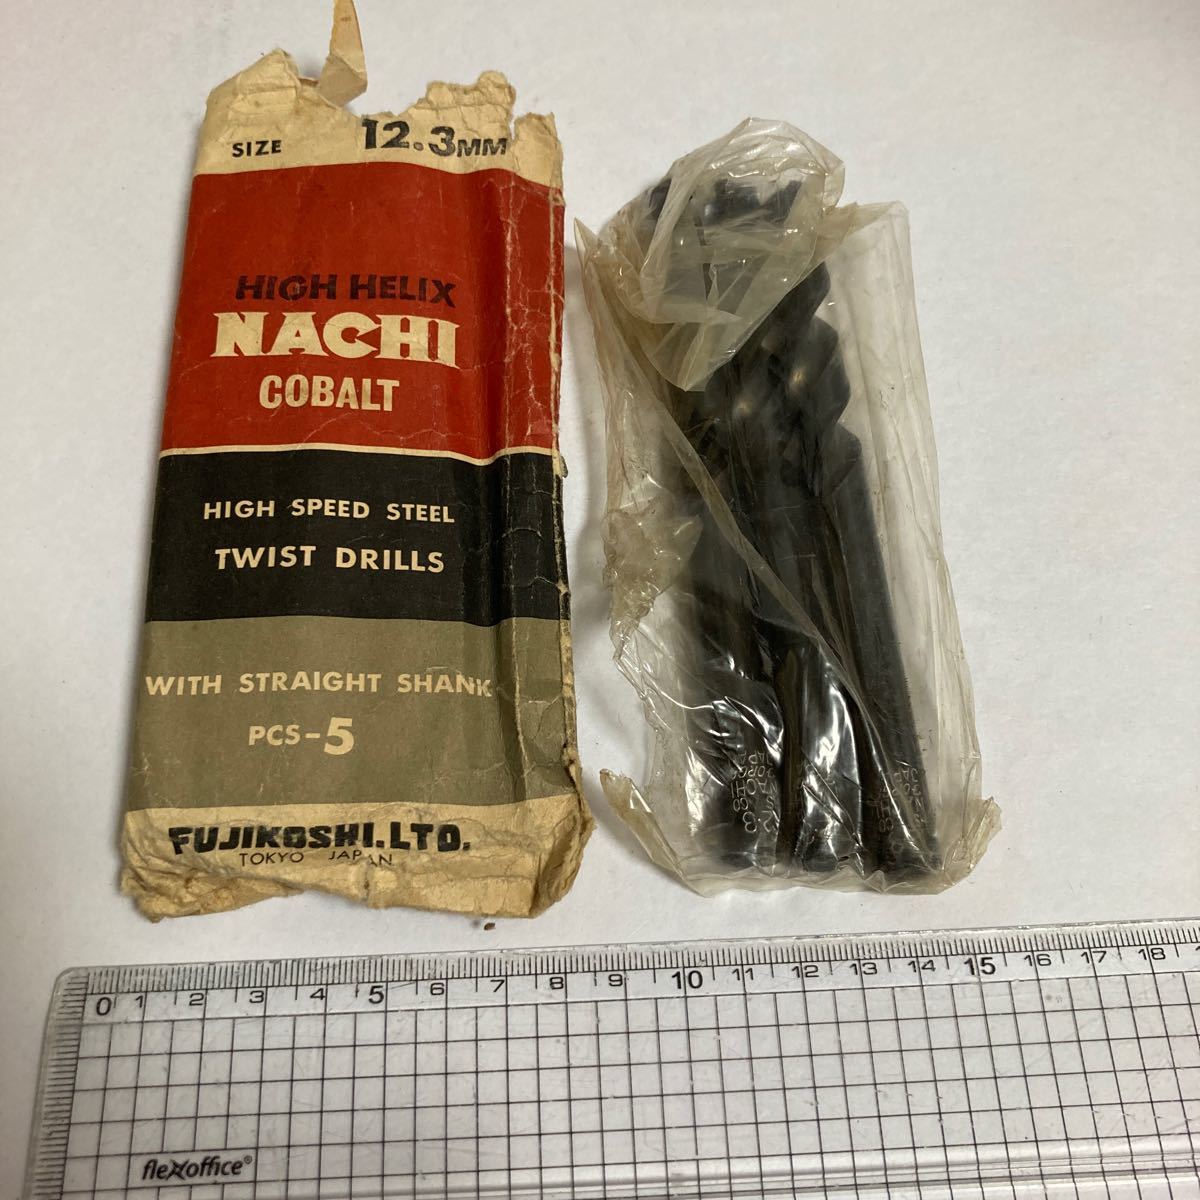 SIZE 12.3MM
HIGH HELIX
NACHI
COBALT
HIGH SPEED STEEL
TWIST DRILLS
WITH STRAIGHT SHANK
PCS-5
FUJIKOSHI.LTD.
TOKYO JAPAN
JAPA
NACHI
0 1 2 3 4 5 6 7 8 9 10 11 12 13 14 15 16 17 18
flexoffice®